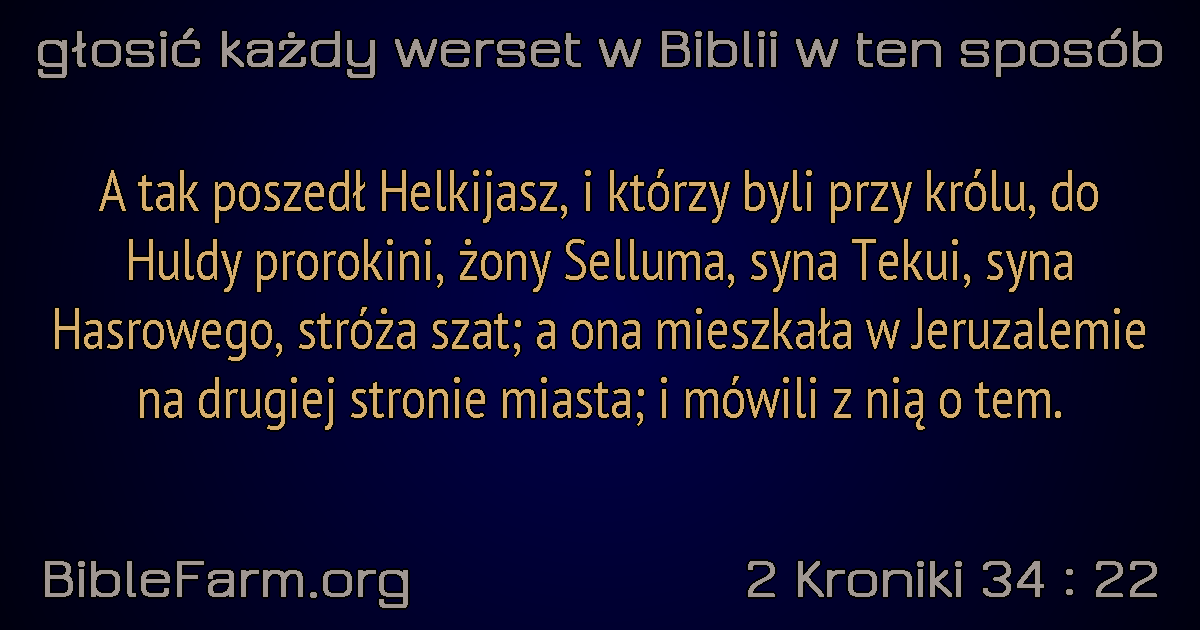 głosić każdy werset w Biblii w ten sposób
A tak poszedł Helkijasz, i którzy byli przy królu, do
Huldy prorokini, żony Selluma, syna Tekui, syna
Hasrowego, stróża szat; a ona mieszkała w Jeruzalemie
na drugiej stronie miasta; i mówili z nią o tem.
BibleFarm.org
2 Kroniki 34 : 22